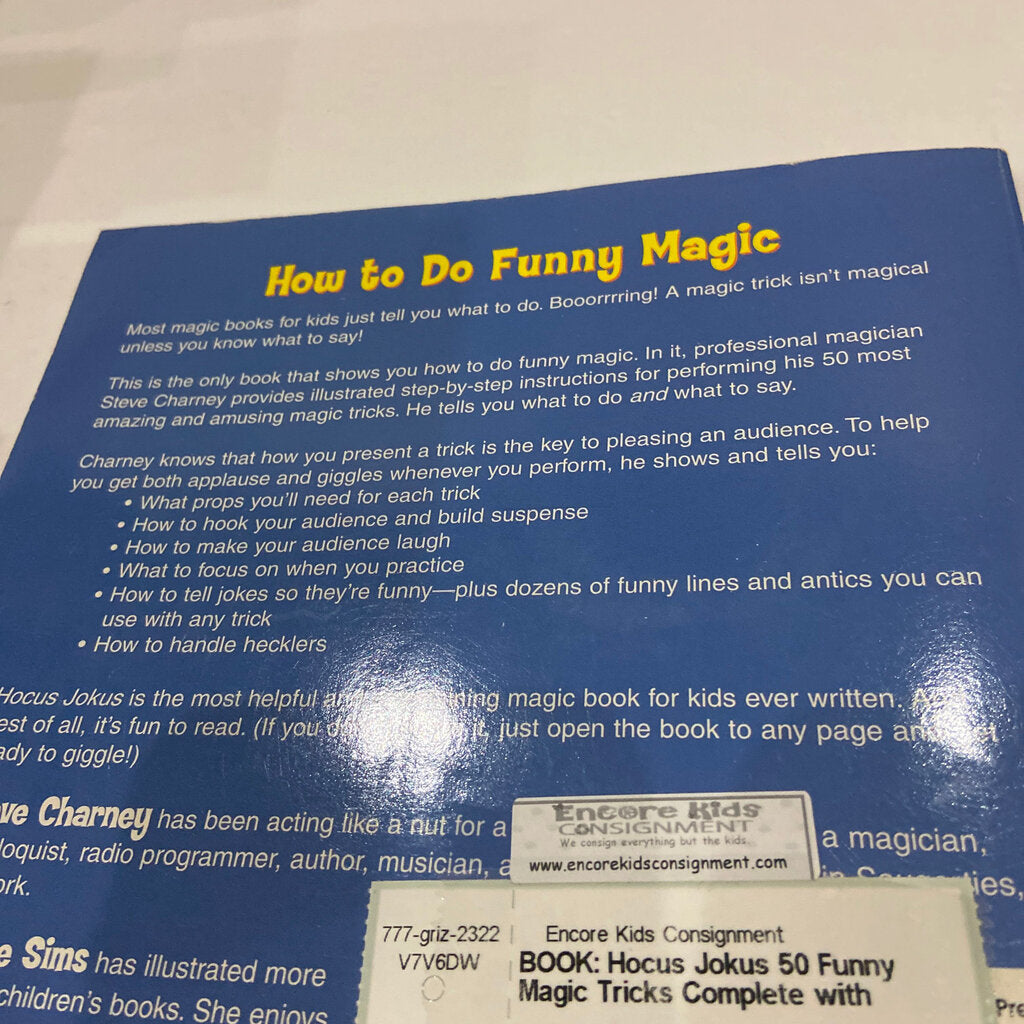 How to Do Funny Magic
Most magic books for kids just tell you what to do. Booorrrring! A magic trick isn't magical
unless you know what to say!
This is the only book that shows you how to do funny magic. In it, professional magician
Steve Charney provides illustrated step-by-step instructions for performing his 50 most
amazing and amusing magic tricks. He tells you what to do and what to say.
Charney knows that how you present a trick is the key to pleasing an audience. To help
you get both applause and giggles whenever you perform, he shows and tells you:
• What props you'll need for each trick
• How to hook your audience and build suspense
• How to make your audience laugh
• What to focus on when you practice
• How to tell jokes so they're funny—plus dozens of funny lines and antics you can
use with any trick
• How to handle hecklers
Hocus Jokus is the most helpful magic book for kids ever written.
est of all, it's fun to read. (If you just open the book to any page
ady to giggle!)
ve Charney has been acting like a nut for a a magician,
loquist, radio programmer, author, musician,
ork.
Encore Kids
CONSIGNMENT
We consign everything but the kids
www.encorekidsconsignment.com
e Sims has illustrated more
children's books. She enjoys
777-griz-2322
V7V6DW
Encore Kids Consignment
BOOK: Hocus Jokus 50 Funny
Magic Tricks Complete with
Pre